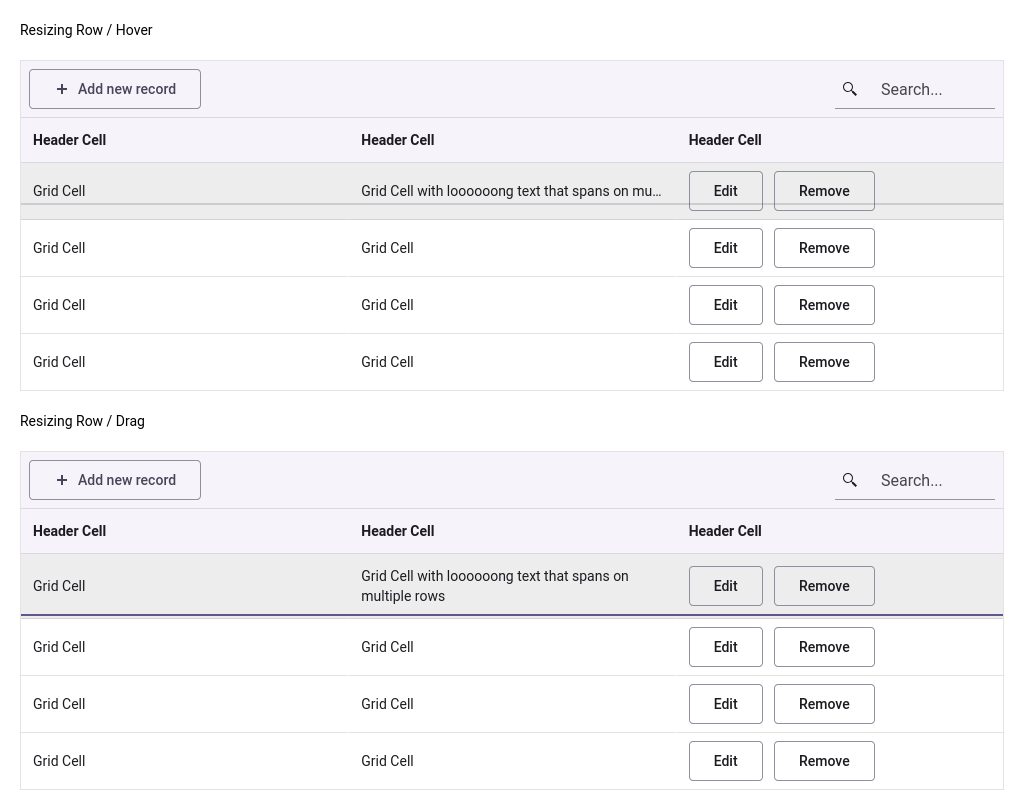 Resizing Row / Hover
Add new record Search...
Header Cell Header Cell Header Cell
Grid Cell Grid Cell with loooooong text that spans on mu... Edit Remove
Grid Cell Grid Cell Edit Remove
Grid Cell Grid Cell Edit Remove
Grid Cell Grid Cell Edit Remove
Resizing Row / Drag
Add new record Search...
Header Cell Header Cell Header Cell
Grid Cell Grid Cell with loooooong text that spans on multiple rows Edit Remove
Grid Cell Grid Cell Edit Remove
Grid Cell Grid Cell Edit Remove
Grid Cell Grid Cell Edit Remove